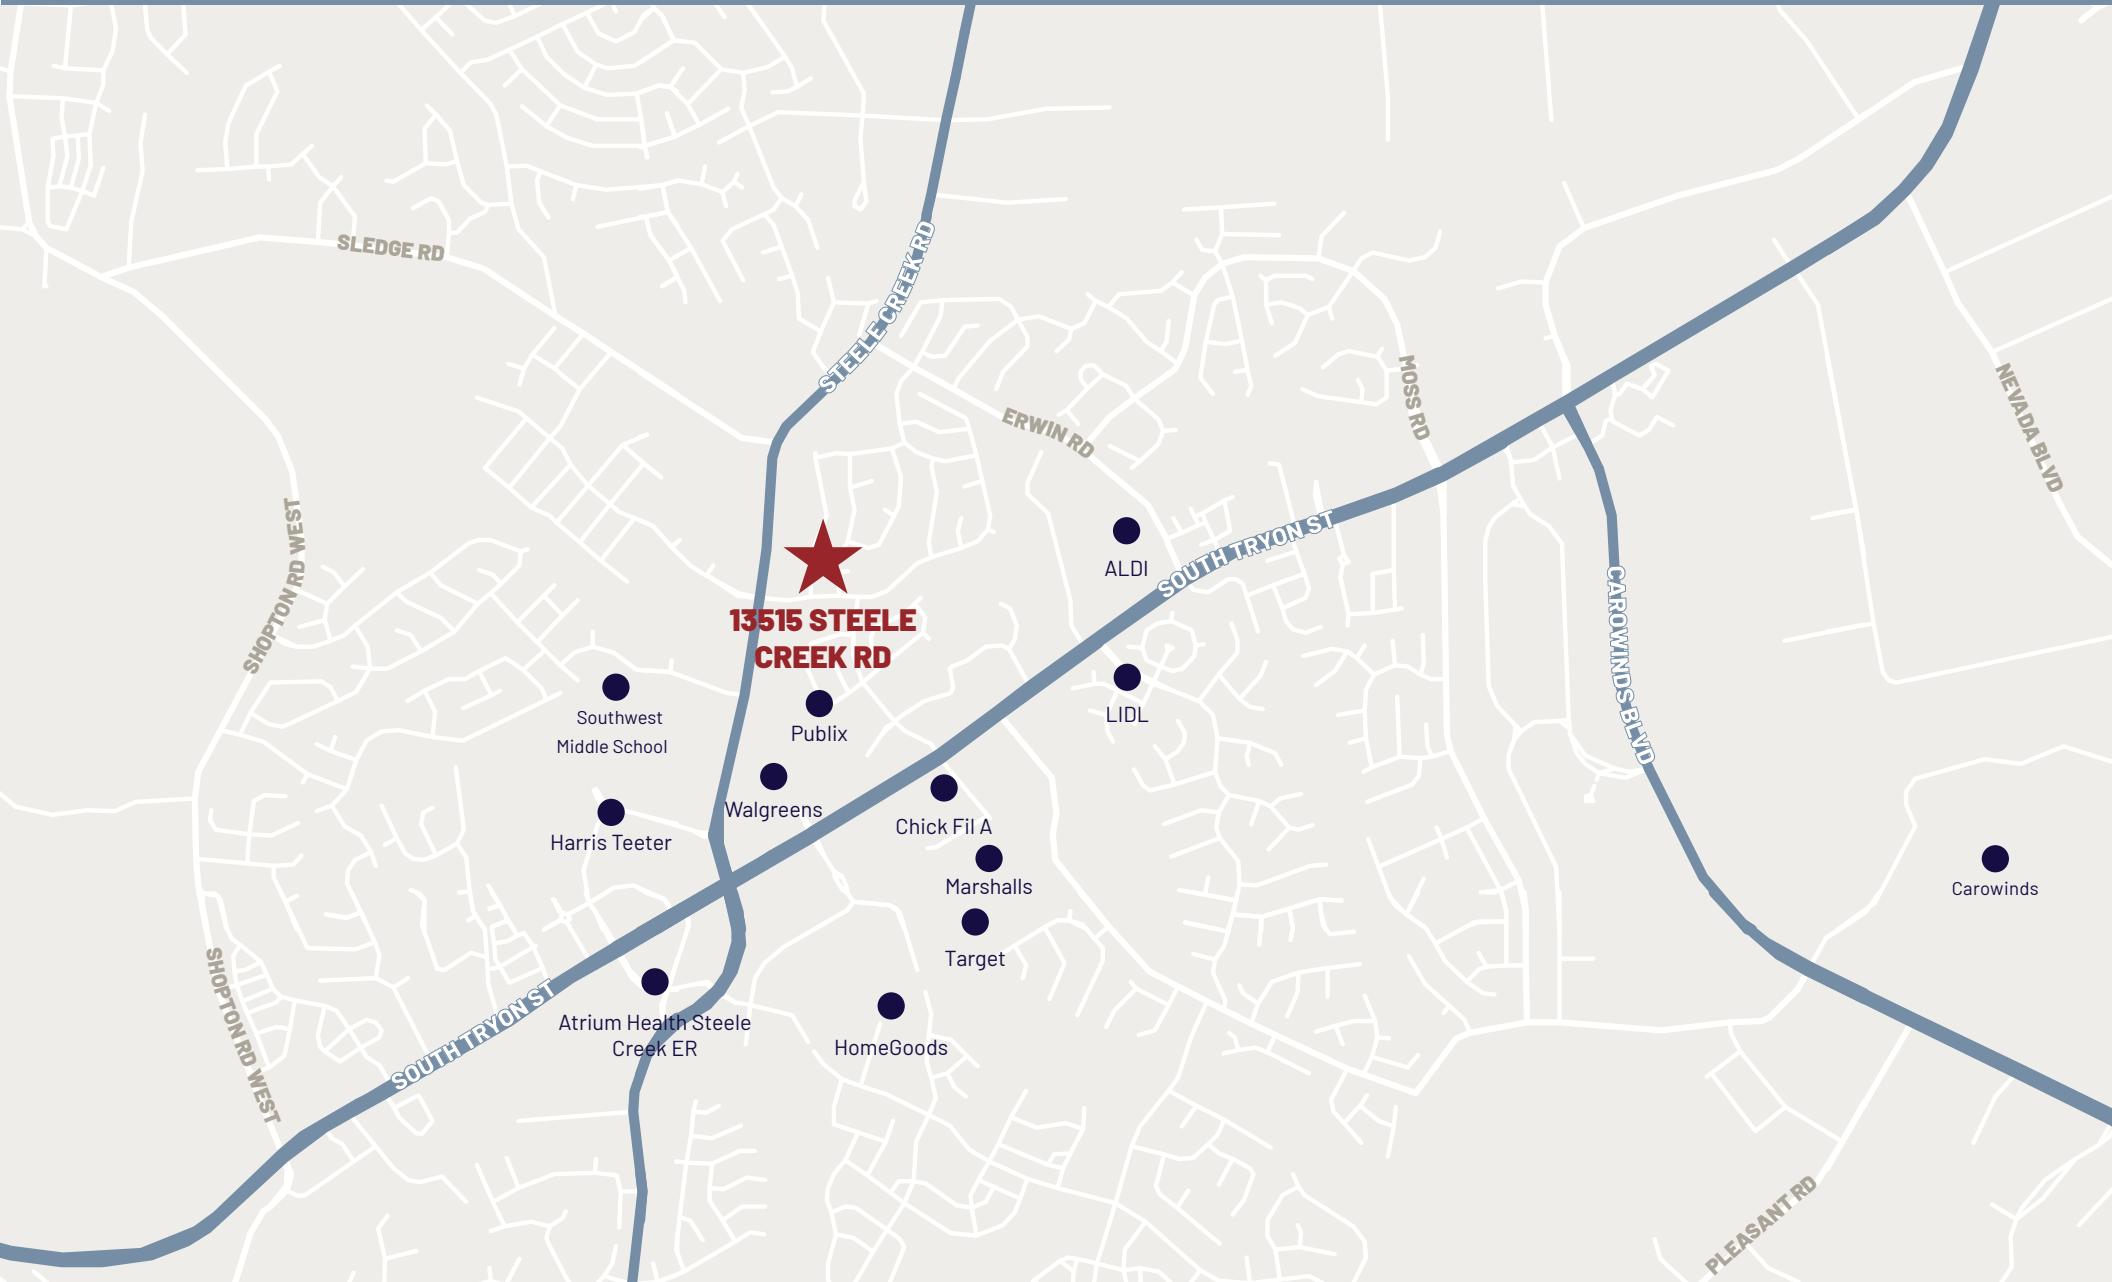 SLEDGE RD
STEELE CREEK RD
MOSS RD
NEVADA BLVD
ERWIN RD
SHOPTON RD WEST
SOUTH TRYON ST
ALDI
CAROWINDS BLVD
13515 STEELE
CREEK RD
Southwest
Middle School
Publix
LIDL
Walgreens
Harris Teeter
Chick Fil A
Marshalls
Carowinds
Target
SHOPTON RD WEST
SOUTH TRYON ST
Atrium Health Steele
Creek ER
HomeGoods
PLEASANT RD